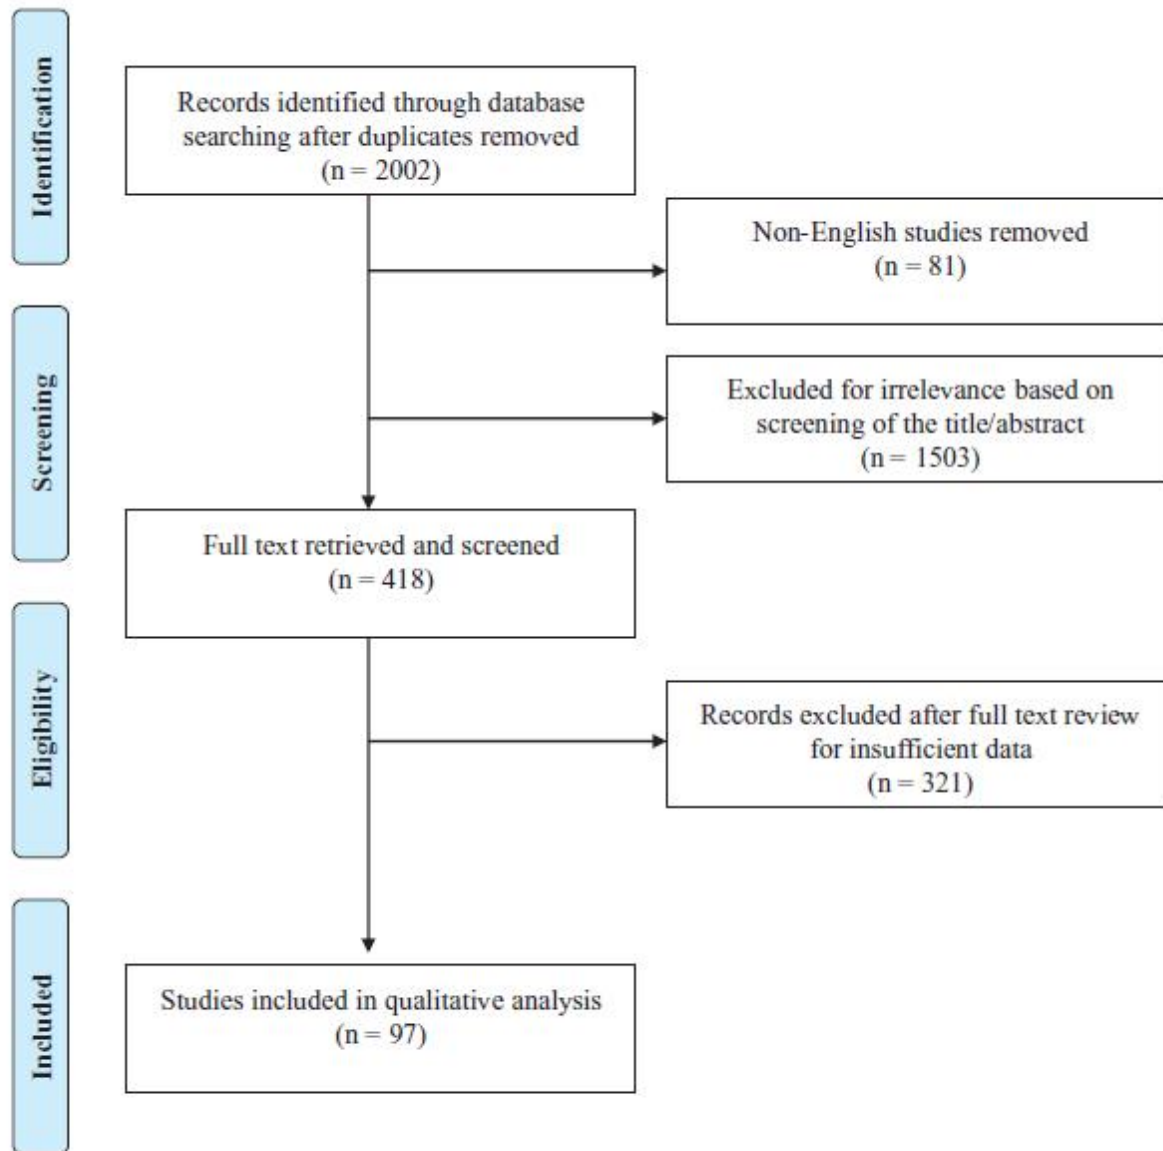 Identification
Records identified through database
searching after duplicates removed
(n = 2002)
Non-English studies removed
(n = 81)
Screening
Excluded for irrelevance based on
screening of the title/abstract
(n = 1503)
Full text retrieved and screened
(n = 418)
Eligibility
Records excluded after full text review
for insufficient data
(n = 321)
Included
Studies included in qualitative analysis
(n = 97)